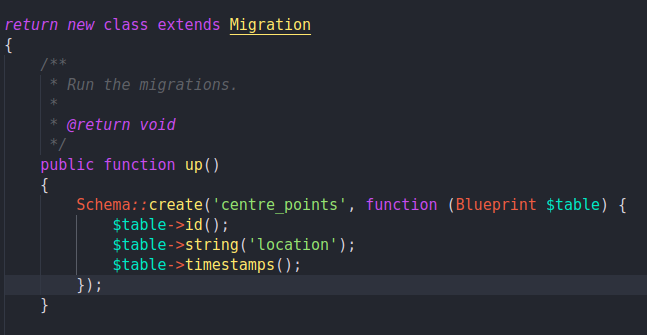 return new class extends Migration
{
    /**
     * Run the migrations.
     *
     * @return void
     */
    public function up()
    {
        Schema::create('centre_points', function (Blueprint $table) {
            $table->id();
            $table->string('location');
            $table->timestamps();
        });
    }